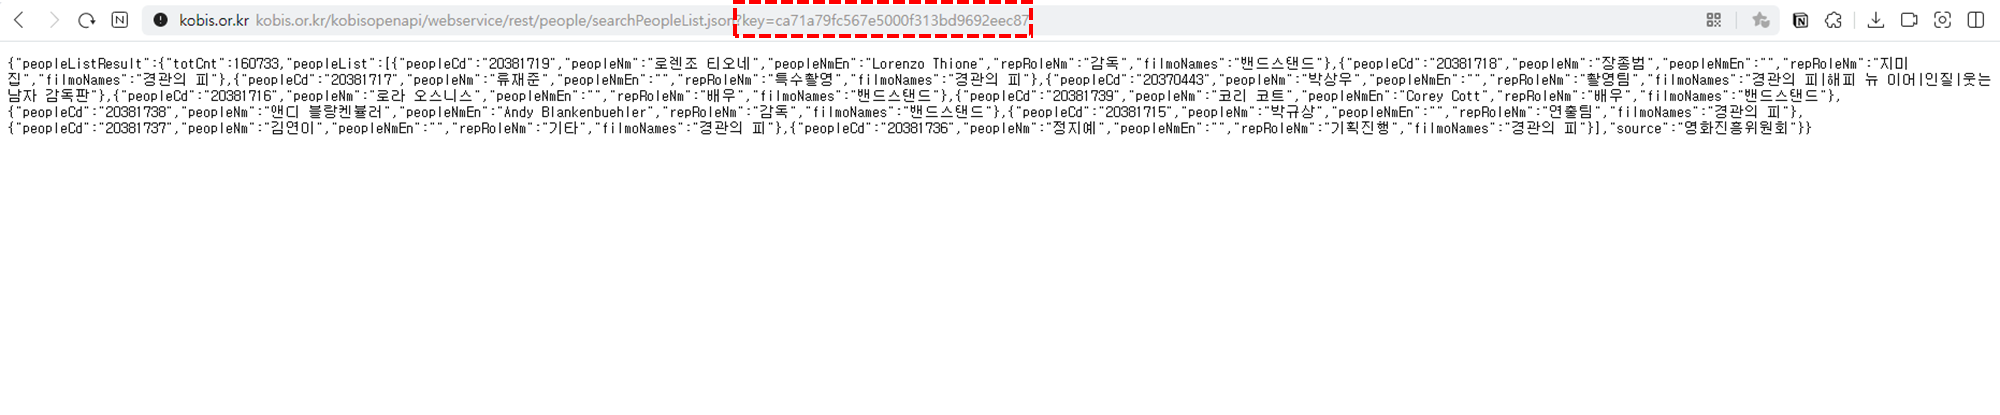 kobis.or.kr kobis.or.kr/kobisopenapi/webservice/rest/people/searchPeopleList.json?key=ca71a79fc567e5000f313bd9692eec87
{"peopleListResult":{"totCnt":160733,"peopleList":[{"peopleCd":"20381719","peopleNm":"로렌조 티오네","peopleNmEn":"Lorenzo Thione","repRoleNm":"감독","filmoNames":"밴드스탠드"},{"peopleCd":"20381718","peopleNm":"장종범","peopleNmEn":"","repRoleNm":"지미
집","filmoNames":"경관의 피"},{"peopleCd":"20381717","peopleNm":"류재준","peopleNmEn":"","repRoleNm":"특수촬영","filmoNames":"경관의 피"},{"peopleCd":"20370443","peopleNm":"박상우","peopleNmEn":"","repRoleNm":"촬영팀","filmoNames":"경관의 피|해피 뉴 이어|인질|웃는
남자 감독판"},{"peopleCd":"20381716","peopleNm":"로라 오스니스","peopleNmEn":"","repRoleNm":"배우","filmoNames":"밴드스탠드"},{"peopleCd":"20381739","peopleNm":"코리 코트","peopleNmEn":"Corey Cott","repRoleNm":"배우","filmoNames":"밴드스탠드"},
{"peopleCd":"20381738","peopleNm":"앤디 블랑켄뷸러","peopleNmEn":"Andy Blankenbuehler","repRoleNm":"감독","filmoNames":"밴드스탠드"},{"peopleCd":"20381715","peopleNm":"박규상","peopleNmEn":"","repRoleNm":"연출팀","filmoNames":"경관의 피"},
{"peopleCd":"20381737","peopleNm":"김연미","peopleNmEn":"","repRoleNm":"기타","filmoNames":"경관의 피"},{"peopleCd":"20381736","peopleNm":"정지예","peopleNmEn":"","repRoleNm":"기획진행","filmoNames":"경관의 피"}],"source":"영화진흥위원회"}}